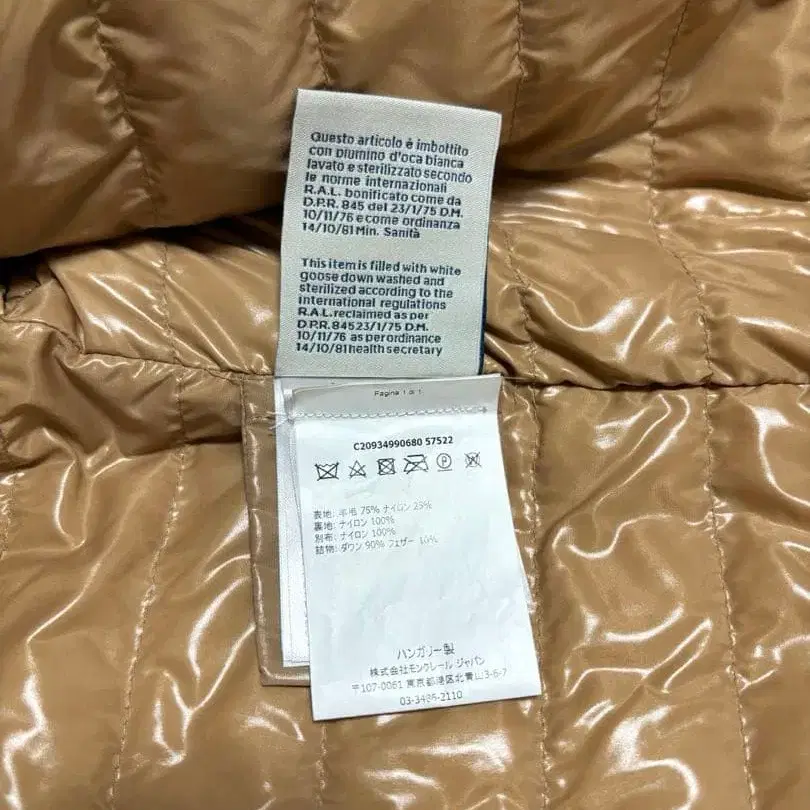 Questo articolo è imbottito
con piumino d'oca bianca
lavato e sterilizzato secondo
le norme internazionali
R.A.L. bonificato come da
D.P.R. 845 del 23/1/75 D.M.
10/11/76 e come ordinanza
14/10/81 Min. Sanità
This item is filled with white
goose down washed and
sterilized according to the
international regulations
R.A.L.reclaimed as per
D.P.R. 84523/1/75 D.M.
10/11/76 as per ordinance
14/10/81 health secretary
Pagina 1 di 1
C20934990680 57522
表地: 羊毛 75% ナイロン 25%
裏地: ナイロン 100%
別布: ナイロン 100%
詰物: ダウン 90% フェザー 10%
ハンガリー製
株式会社モンクレール ジャパン
〒107-0061 東京都港区北青山3-6-7
03-3486-2110